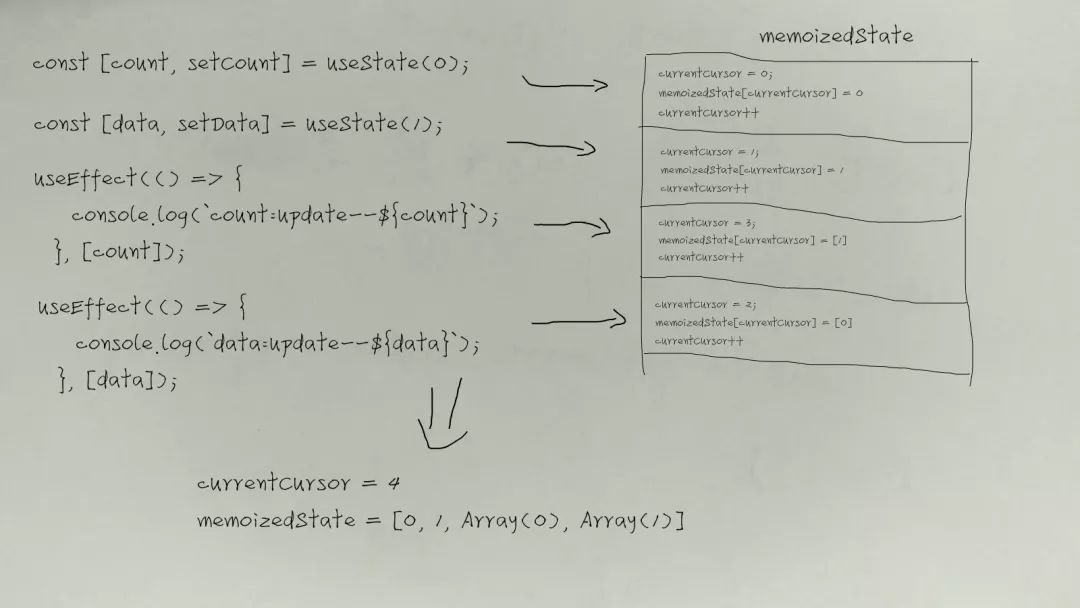 const [count, setCount] = useState(0);
const [data, setData] = useState(1);
useEffect(() => {
console.log(`count=update--${count}`);
}, [count]);
useEffect(() => {
console.log(`data=update--${data}`);
}, [data]);
memoizedState
currentCursor = 0;
memoizedState[currentCursor] = 0
currentCursor++
currentCursor = 1;
memoizedState[currentCursor] = 1
currentCursor++
currentCursor = 3;
memoizedState[currentCursor] = [1]
currentCursor++
currentCursor = 2;
memoizedState[currentCursor] = [0]
currentCursor++
currentCursor = 4
memoizedState = [0, 1, Array(0), Array(1)]